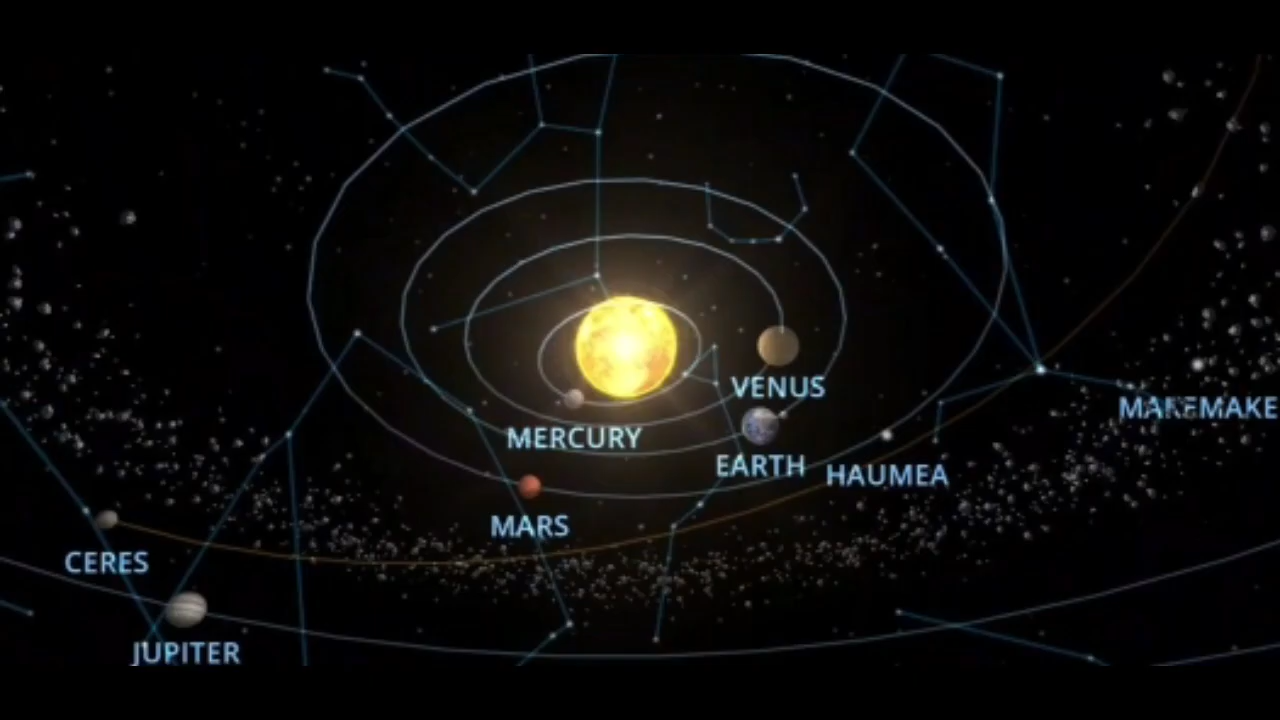 VENUS
MAKEMAKE
MERCURY
EARTH
HAUMEA
MARS
CERES
JUPITER